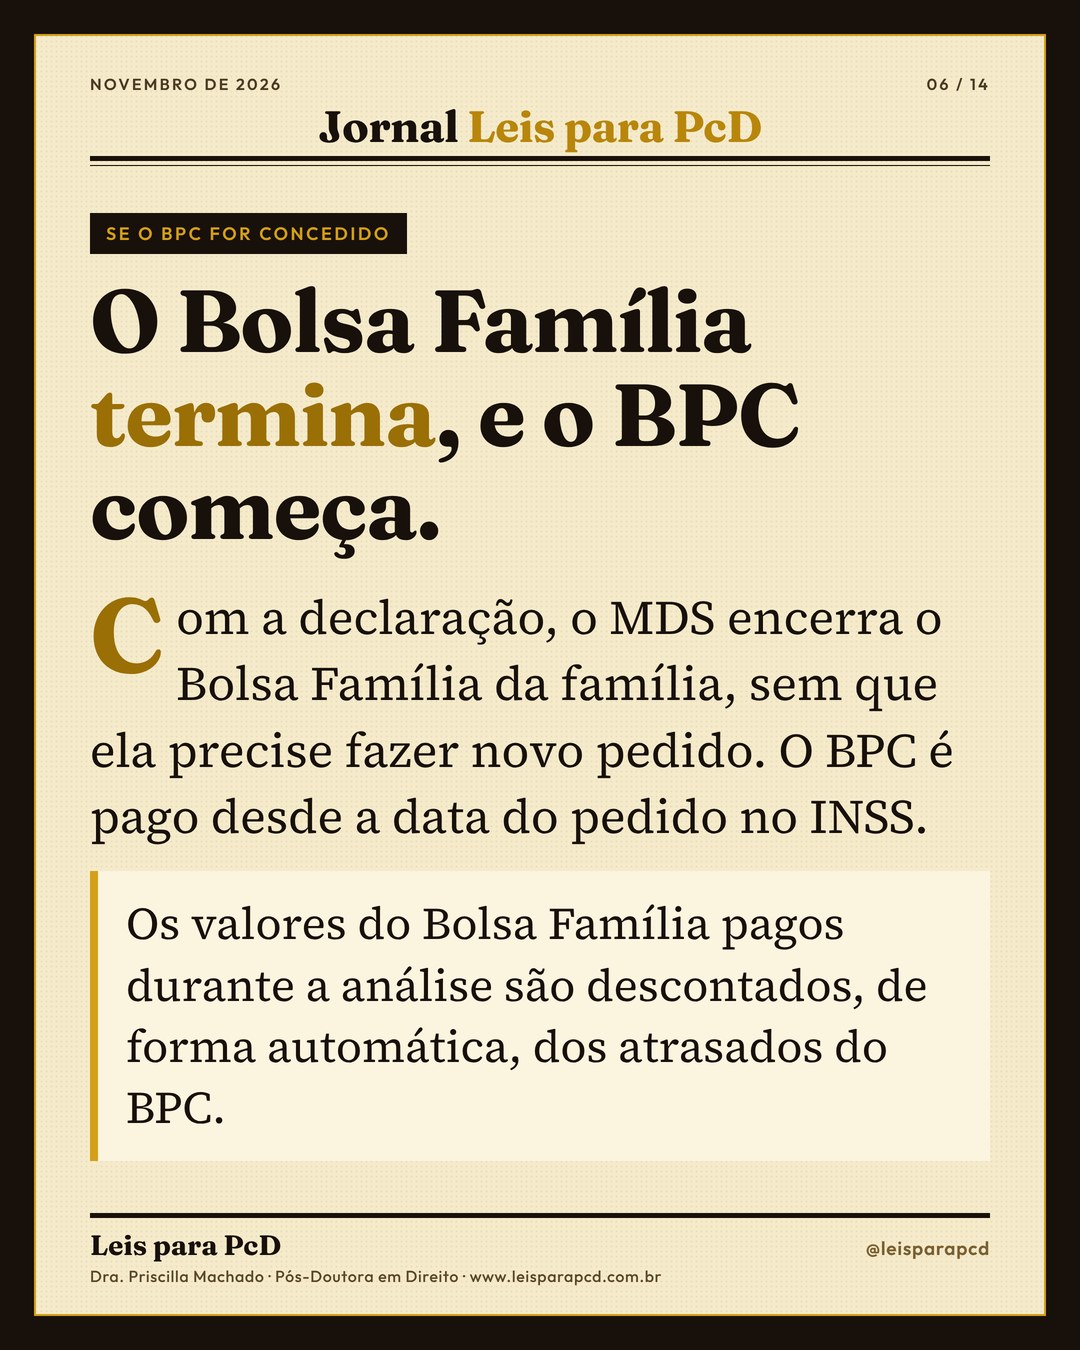 NOVEMBRO DE 2026
06 / 14
Jornal Leis para PcD
SE O BPC FOR CONCEDIDO
O Bolsa Família
termina, e o BPC
começa.
Com a declaração, o MDS encerra o
Bolsa Família da família, sem que
ela precise fazer novo pedido. O BPC é
pago desde a data do pedido no INSS.
Os valores do Bolsa Família pagos
durante a análise são descontados, de
forma automática, dos atrasados do
BPC.
Leis para PcD
@leisparapcd
Dra. Priscilla Machado · Pós-Doutora em Direito · www.leisparapcd.com.br